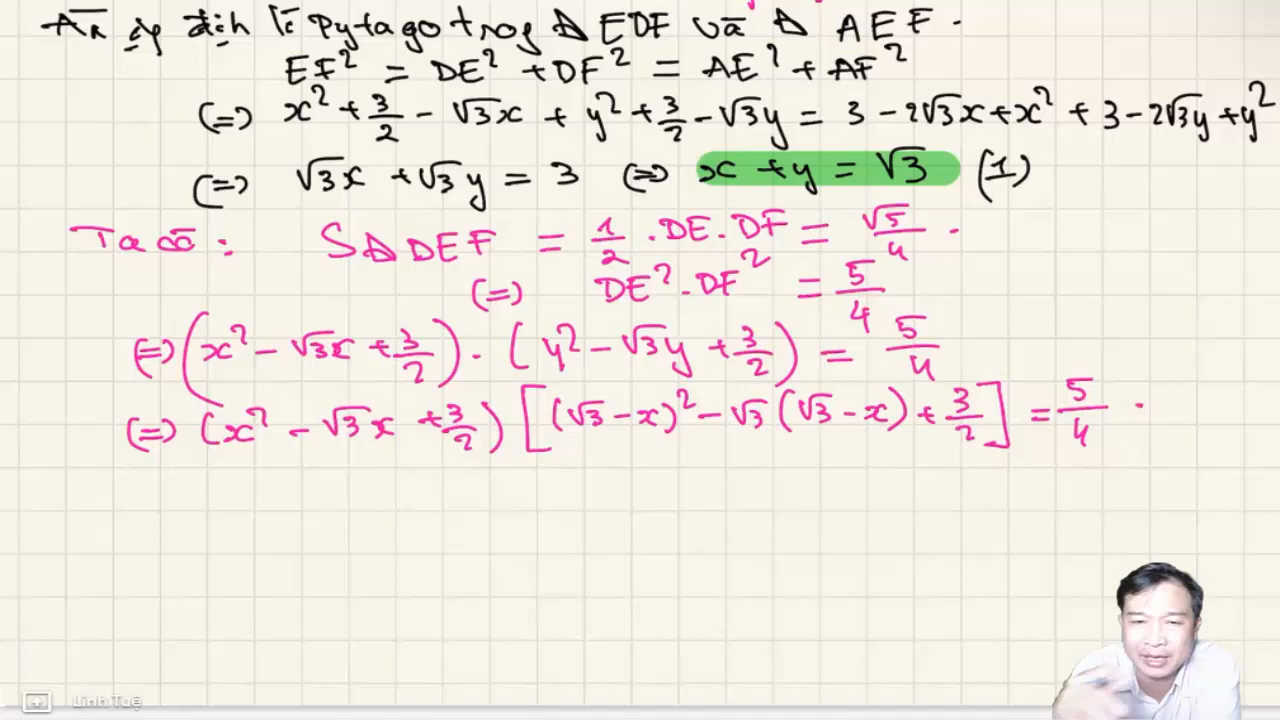 Áp dụng định lí Pytago trong Δ EDF và Δ AEF.
EF² = DE² + DF² = AE² + AF²
(=) x² + 3/2 - √3x + y² + 3/2 - √3y = 3 - 2√3x + x² + 3 - 2√3y + y²
(=) √3x + √3y = 3 (=) x + y = √3 (1)
Ta có: SΔDEF = 1/2 . DE . DF = √5/4 .
(=) DE² . DF² = 5/4
(=) (x² - √3x + 3/2) . (y² - √3y + 3/2) = 5/4
(=) (x² - √3x + 3/2) [(√3 - x)² - √3(√3 - x) + 3/2] = 5/4 .
Linh Tuệ